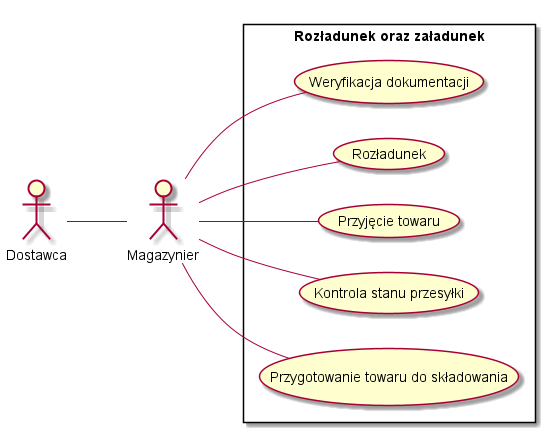 Rozładunek oraz załadunek
Weryfikacja dokumentacji
Rozładunek
Przyjęcie towaru
Kontrola stanu przesyłki
Przygotowanie towaru do składowania
Dostawca
Magazynier